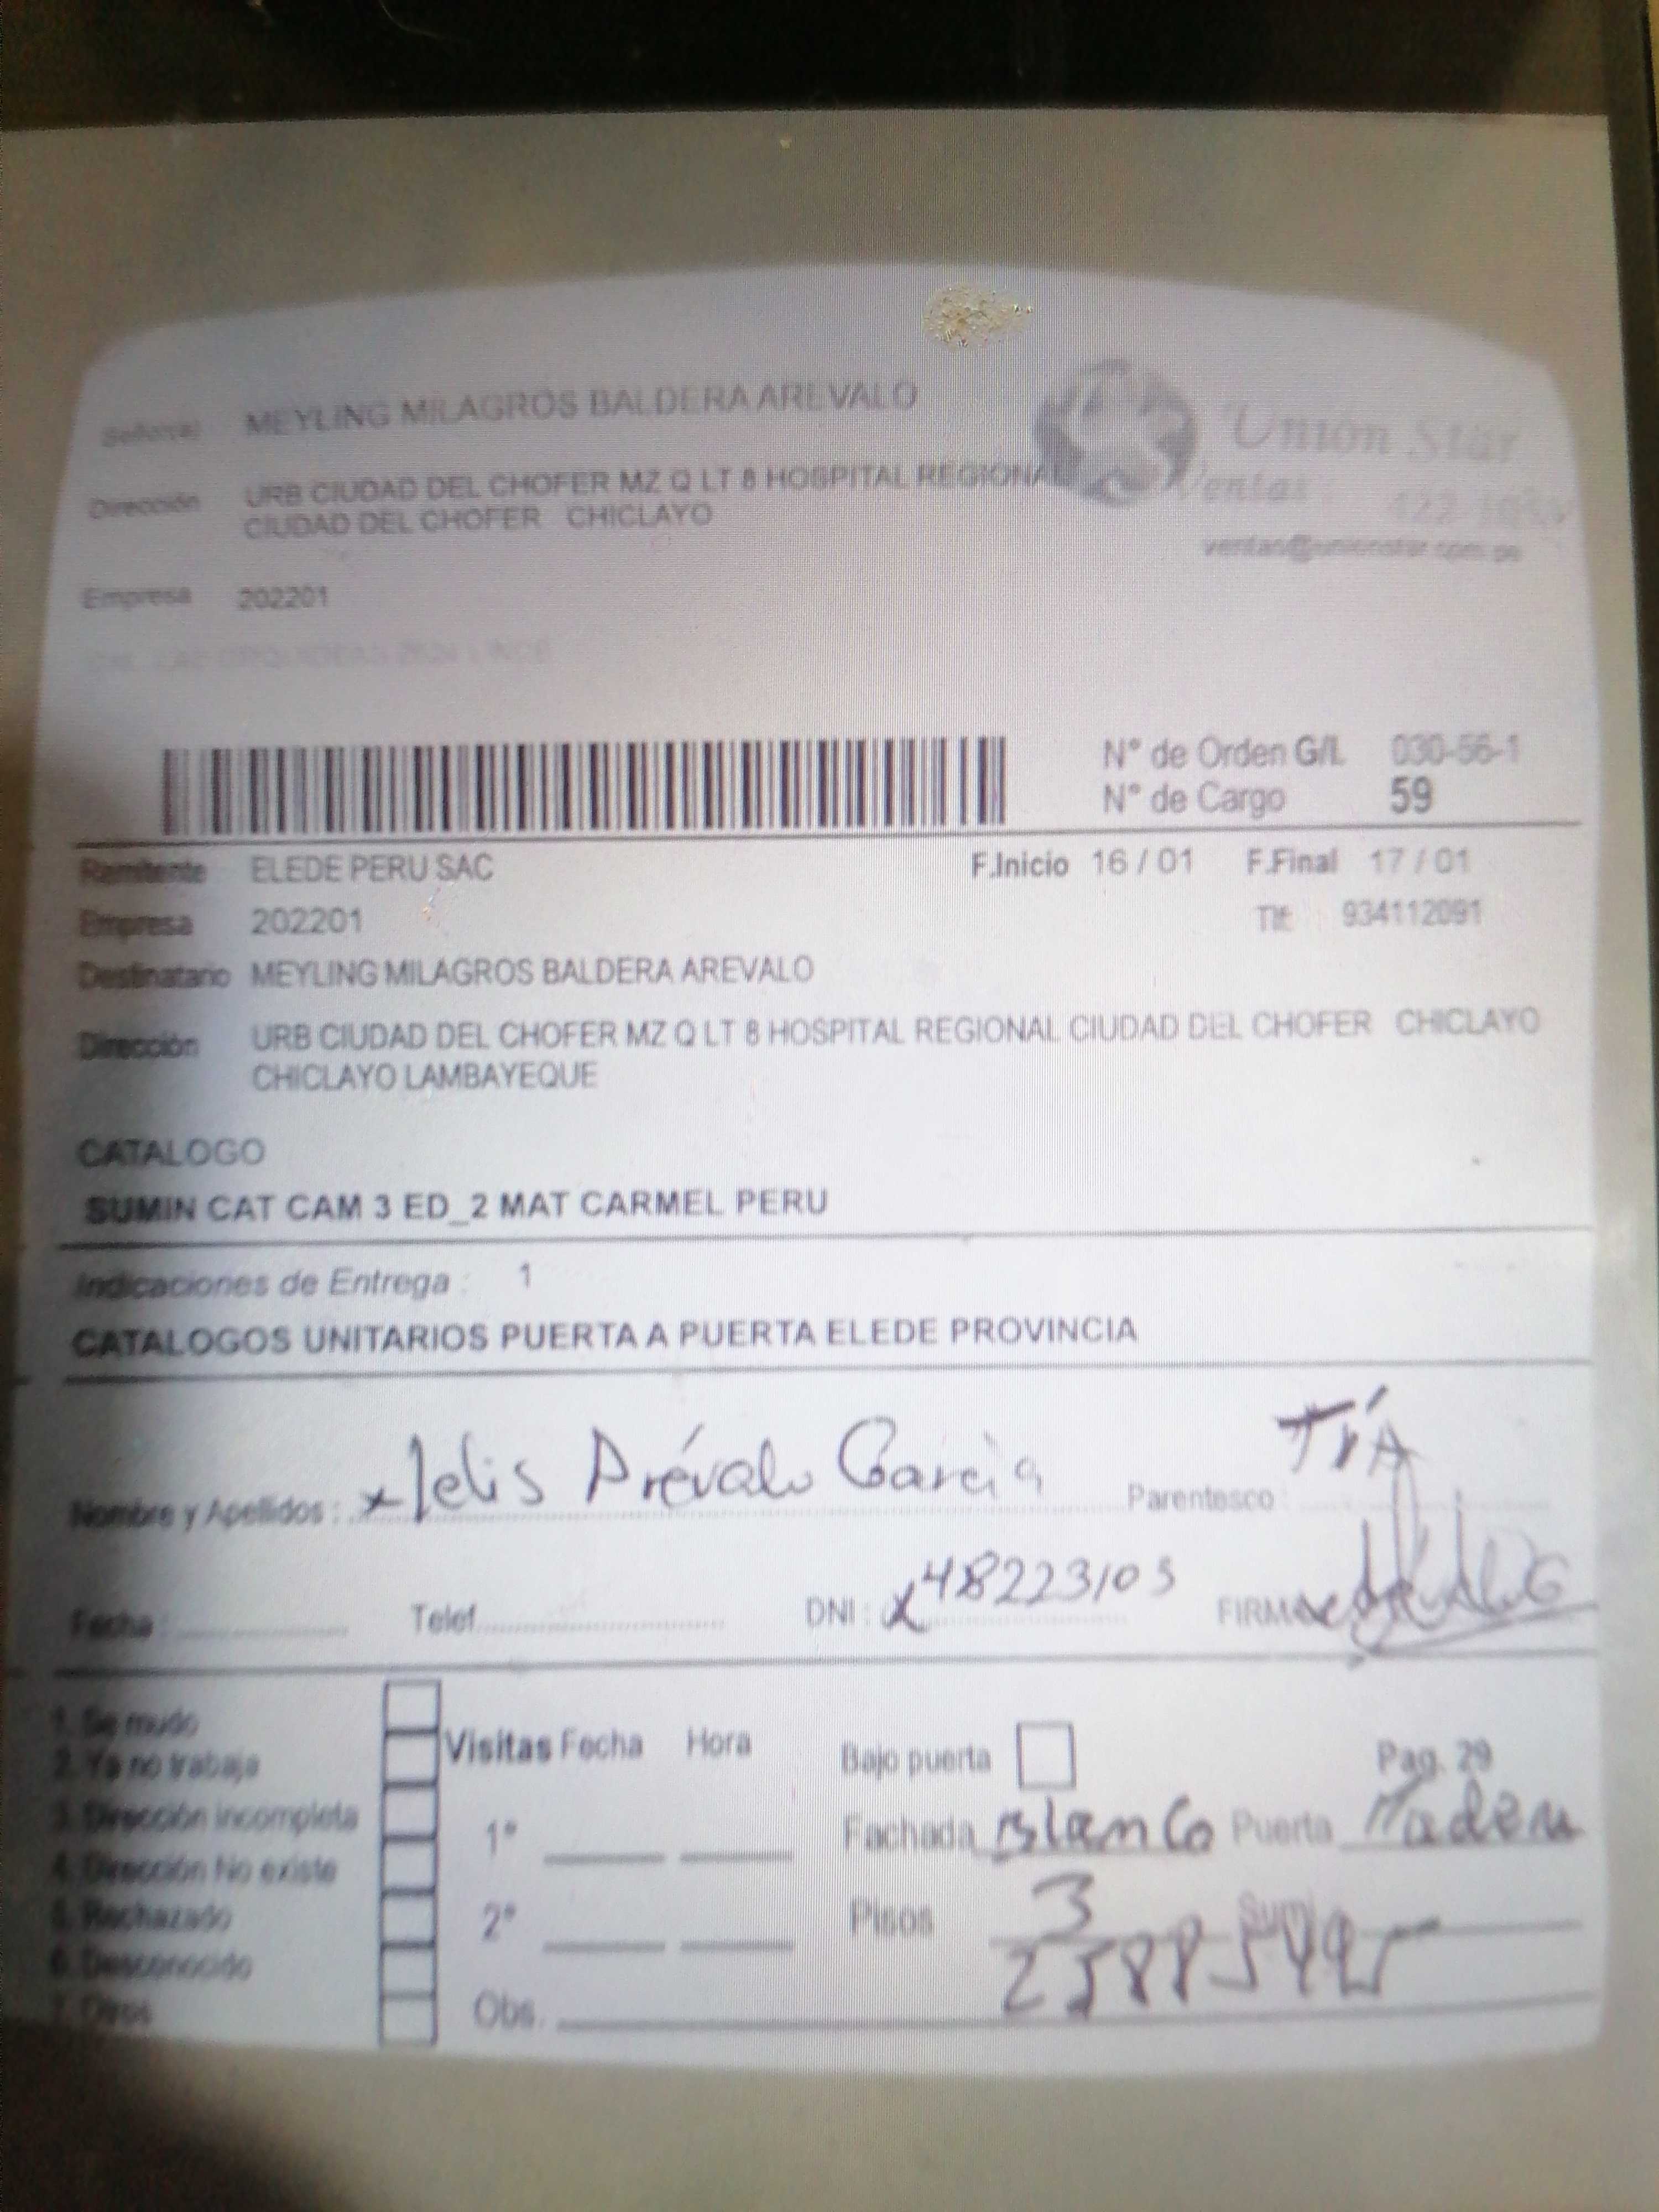 Señor(a) MEYLING MILAGROS BALDERA AREVALO
Unión Star
Dirección URB CIUDAD DEL CHOFER MZ Q LT 8 HOSPITAL REGIONAL
Ventas
CIUDAD DEL CHOFER CHICLAYO
ventas@unionstar.com.pe
Empresa 202201
N° de Orden G/L 030-56-1
N° de Cargo 59
Remitente ELEDE PERU SAC F.Inicio 16 / 01 F.Final 17 / 01
Empresa 202201 Tlf: 934112091
Destinatario MEYLING MILAGROS BALDERA AREVALO
Dirección URB CIUDAD DEL CHOFER MZ Q LT 8 HOSPITAL REGIONAL CIUDAD DEL CHOFER CHICLAYO
CHICLAYO LAMBAYEQUE
CATALOGO
SUMIN CAT CAM 3 ED_2 MAT CARMEL PERU
Indicaciones de Entrega : 1
CATALOGOS UNITARIOS PUERTA A PUERTA ELEDE PROVINCIA
Nombre y Apellidos : x Ielis Arévalo Garcia Parentesco : TíA
Fecha : Telef. DNI : x 48223103 FIRMA
1. Se mudo
2. Ya no trabaja
3. Dirección incompleta
4. Dirección No existe
5. Rechazado
6. Desconocido
7. Otros
Visitas Fecha Hora
1°
2°
Obs.
Bajo puerta Pag. 29
Fachada Blanco Puerta Madera
Pisos 3 Sumi